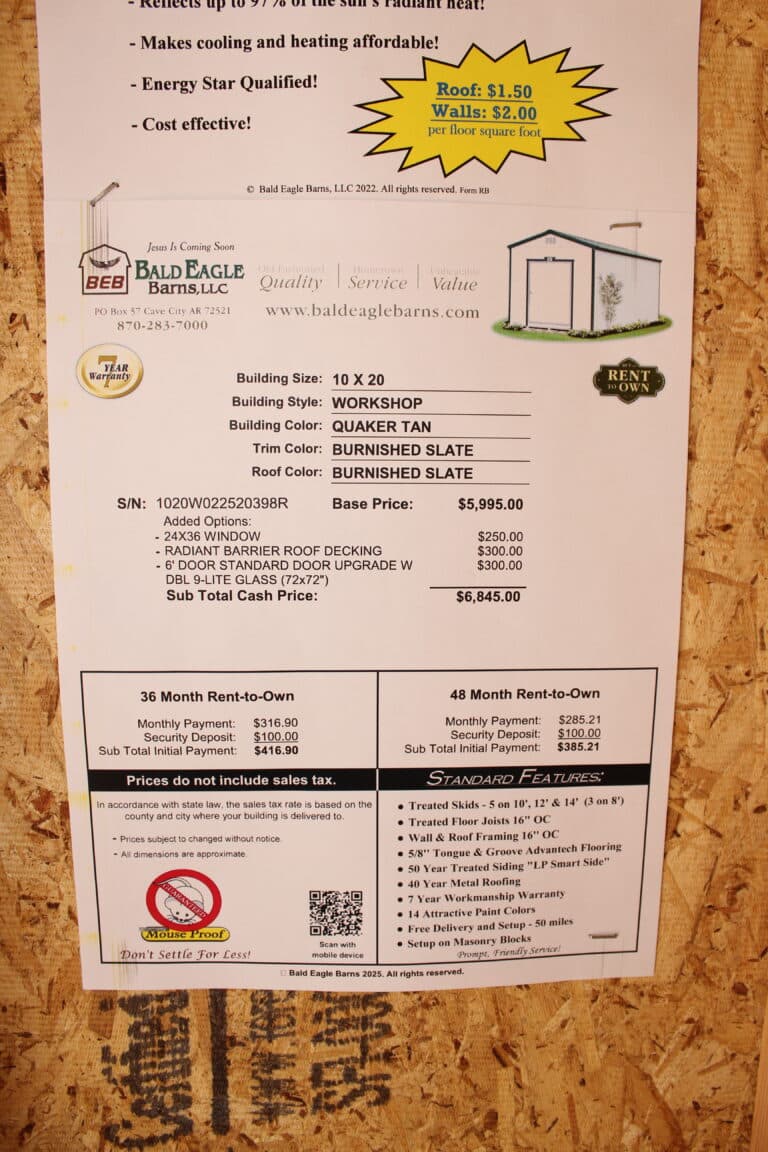 - Reflects up to 97% of the sun's radiant heat!
- Makes cooling and heating affordable!
- Energy Star Qualified!
- Cost effective!
Roof: $1.50
Walls: $2.00
per floor square foot
© Bald Eagle Barns, LLC 2022. All rights reserved. Form RB
Jesus Is Coming Soon
BEB
BALD EAGLE
BARNS, LLC
Quality | Service | Value
PO Box 57 Cave City AR 72521
870-283-7000
www.baldeaglebarns.com
7 YEAR
Warranty
RENT
TO OWN
Building Size: 10 X 20
Building Style: WORKSHOP
Building Color: QUAKER TAN
Trim Color: BURNISHED SLATE
Roof Color: BURNISHED SLATE
S/N: 1020W022520398R Base Price: $5,995.00
Added Options:
- 24X36 WINDOW $250.00
- RADIANT BARRIER ROOF DECKING $300.00
- 6' DOOR STANDARD DOOR UPGRADE W $300.00
DBL 9-LITE GLASS (72x72")
Sub Total Cash Price: $6,845.00
36 Month Rent-to-Own
Monthly Payment: $316.90
Security Deposit: $100.00
Sub Total Initial Payment: $416.90
48 Month Rent-to-Own
Monthly Payment: $285.21
Security Deposit: $100.00
Sub Total Initial Payment: $385.21
Prices do not include sales tax.
In accordance with state law, the sales tax rate is based on the
county and city where your building is delivered to.
- Prices subject to changed without notice.
- All dimensions are approximate.
GUARANTEED
Mouse Proof
Don't Settle For Less!
Scan with
mobile device
STANDARD FEATURES:
• Treated Skids - 5 on 10', 12' & 14' (3 on 8')
• Treated Floor Joists 16" OC
• Wall & Roof Framing 16" OC
• 5/8" Tongue & Groove Advantech Flooring
• 50 Year Treated Siding "LP Smart Side"
• 40 Year Metal Roofing
• 7 Year Workmanship Warranty
• 14 Attractive Paint Colors
• Free Delivery and Setup - 50 miles
• Setup on Masonry Blocks
Prompt, Friendly Service!
Bald Eagle Barns 2025. All rights reserved.